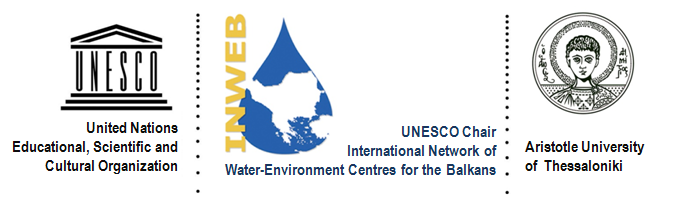 UNESCO
United Nations
Educational, Scientific and
Cultural Organization
INWEB
UNESCO Chair
International Network of
Water-Environment Centres for the Balkans
Aristotle University
of Thessaloniki